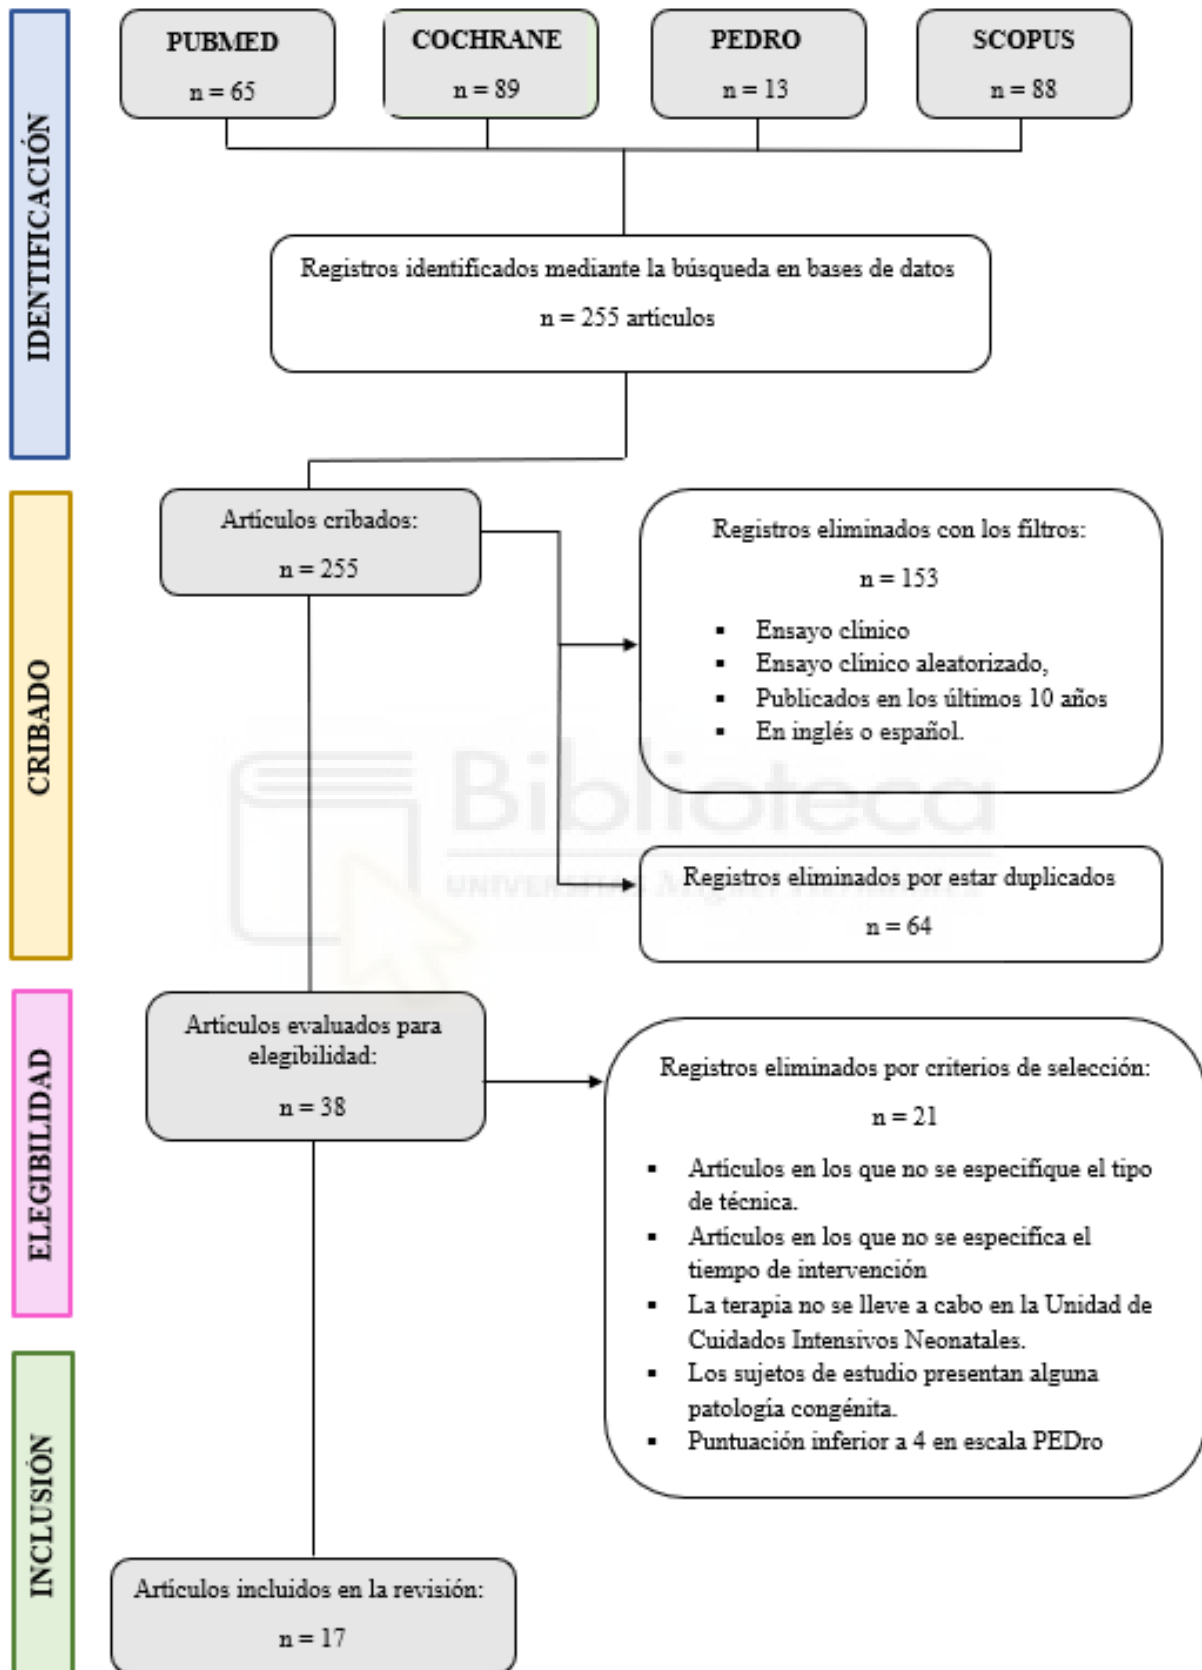 IDENTIFICACIÓN
PUBMED
n = 65
COCHRANE
n = 89
PEDRO
n = 13
SCOPUS
n = 88
Registros identificados mediante la búsqueda en bases de datos
n = 255 artículos
CRIBADO
Artículos cribados:
n = 255
Registros eliminados con los filtros:
n = 153
▪ Ensayo clínico
▪ Ensayo clínico aleatorizado,
▪ Publicados en los últimos 10 años
▪ En inglés o español.
Biblioteca
UNIVERSITAS Miguel Hernández
Registros eliminados por estar duplicados
n = 64
ELEGIBILIDAD
Artículos evaluados para
elegibilidad:
n = 38
Registros eliminados por criterios de selección:
n = 21
▪ Artículos en los que no se especifique el tipo
de técnica.
▪ Artículos en los que no se especifica el
tiempo de intervención
▪ La terapia no se lleve a cabo en la Unidad de
Cuidados Intensivos Neonatales.
▪ Los sujetos de estudio presentan alguna
patología congénita.
▪ Puntuación inferior a 4 en escala PEDro
INCLUSIÓN
Artículos incluidos en la revisión:
n = 17